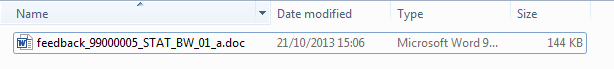 Name Date modified Type Size
feedback_99000005_STAT_BW_01_a.doc 21/10/2013 15:06 Microsoft Word 9... 144 KB